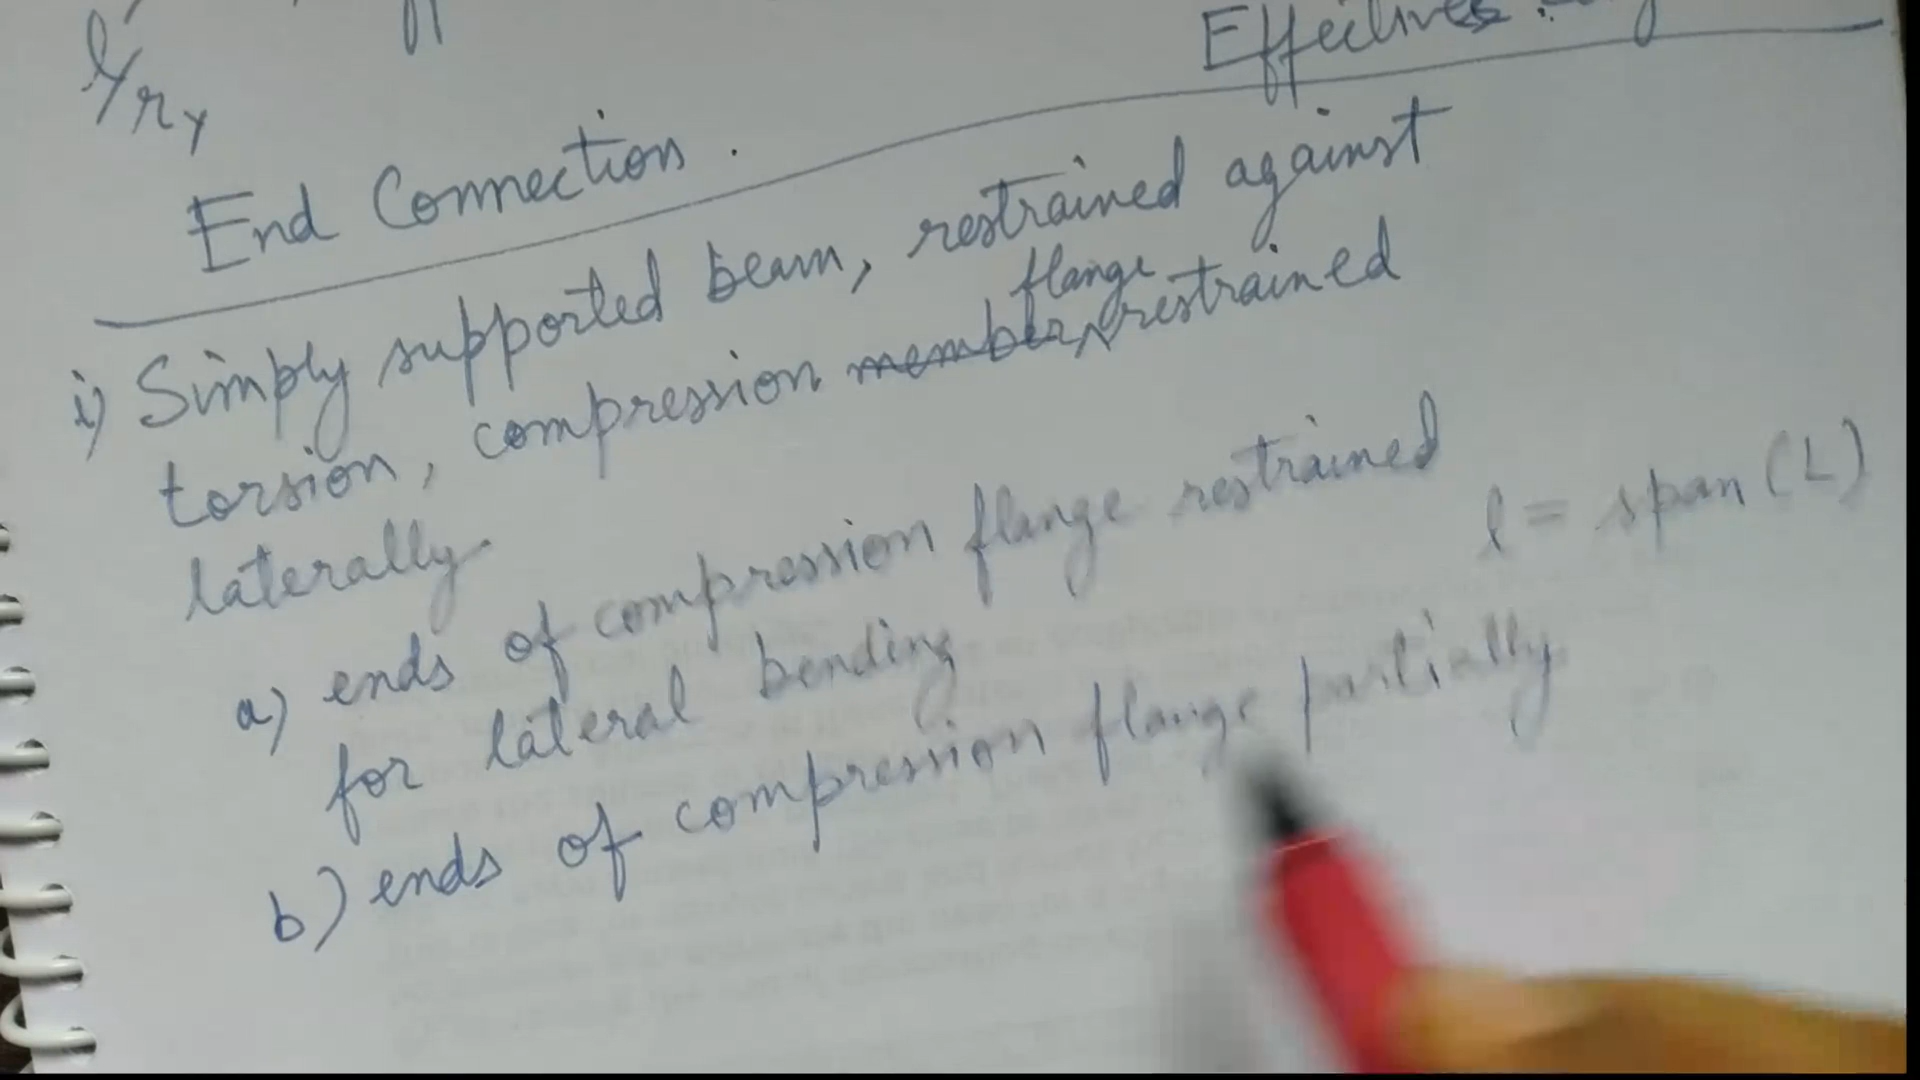 l/ry
Effective
End Connection.
i) Simply supported beam, restrained against
torsion, compression member, flange restrained
laterally.
a) ends of compression flange restrained
for lateral bending
l = span (L)
b) ends of compression flange partially